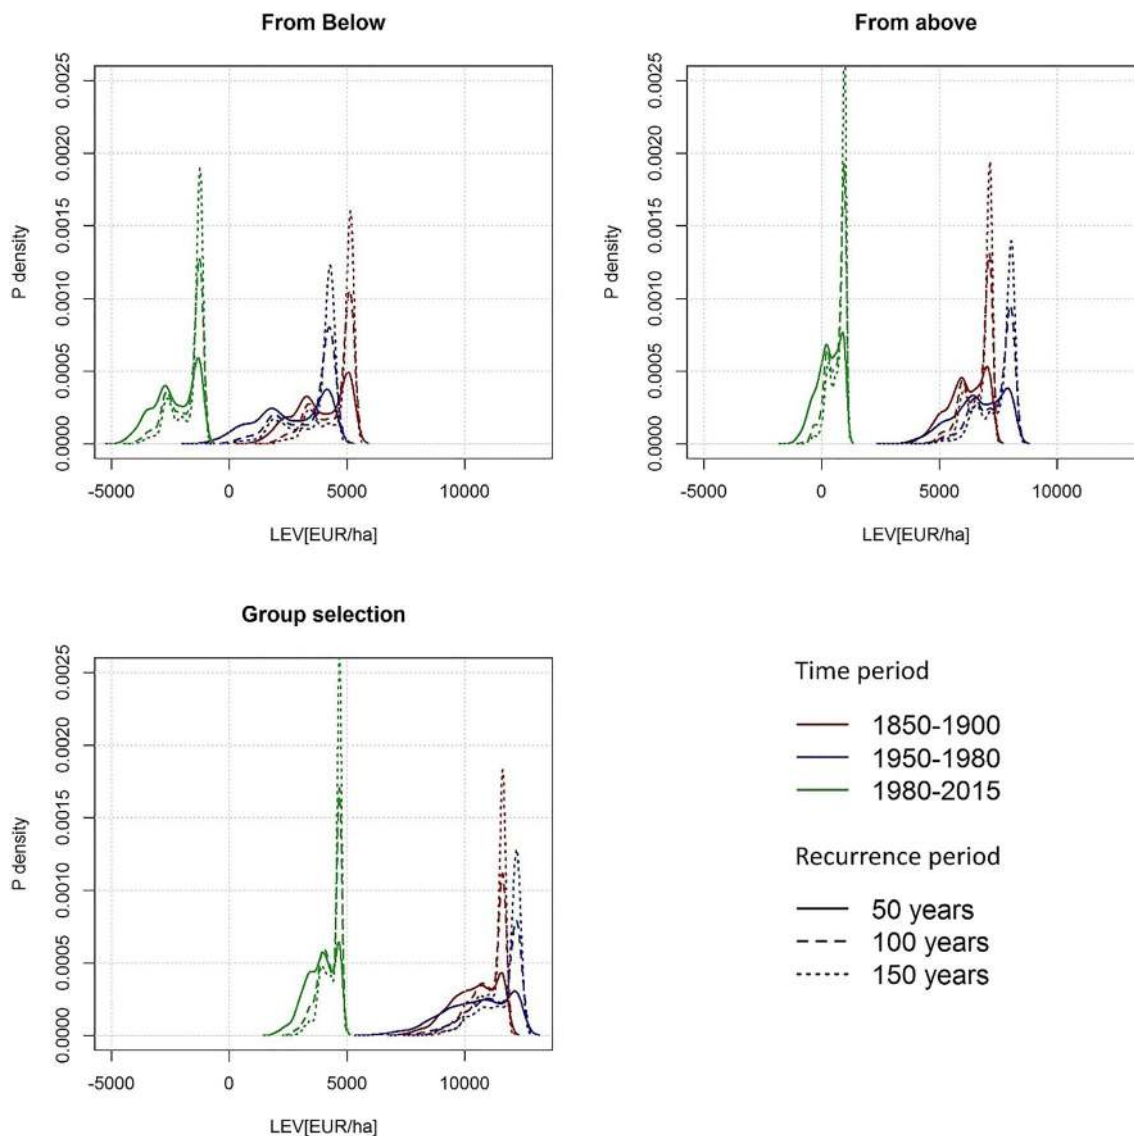 From Below
P density
0.0000 0.0005 0.0010 0.0015 0.0020 0.0025
-5000 0 5000 10000
LEV[EUR/ha]
From above
P density
0.0000 0.0005 0.0010 0.0015 0.0020 0.0025
-5000 0 5000 10000
LEV[EUR/ha]
Group selection
P density
0.0000 0.0005 0.0010 0.0015 0.0020 0.0025
-5000 0 5000 10000
LEV[EUR/ha]
Time period
1850-1900
1950-1980
1980-2015
Recurrence period
50 years
100 years
150 years